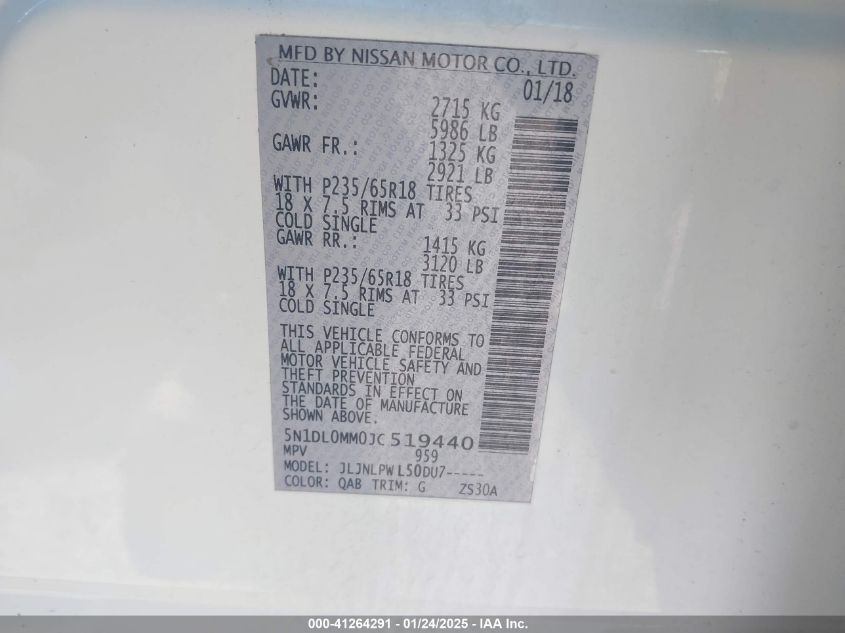 MFD BY NISSAN MOTOR CO., LTD.
DATE: 01/18
GVWR: 2715 KG
5986 LB
GAWR FR.: 1325 KG
2921 LB
WITH P235/65R18 TIRES
18 X 7.5 RIMS AT 33 PSI
COLD SINGLE
GAWR RR.: 1415 KG
3120 LB
WITH P235/65R18 TIRES
18 X 7.5 RIMS AT 33 PSI
COLD SINGLE
THIS VEHICLE CONFORMS TO
ALL APPLICABLE FEDERAL
MOTOR VEHICLE SAFETY AND
THEFT PREVENTION
STANDARDS IN EFFECT ON
THE DATE OF MANUFACTURE
SHOWN ABOVE.
5N1DL0MM0JC519440
MPV 959
MODEL: JLJNLPWL50DU7-----
COLOR: QAB TRIM: G ZS30A
000-41264291 - 01/24/2025 - IAA Inc.